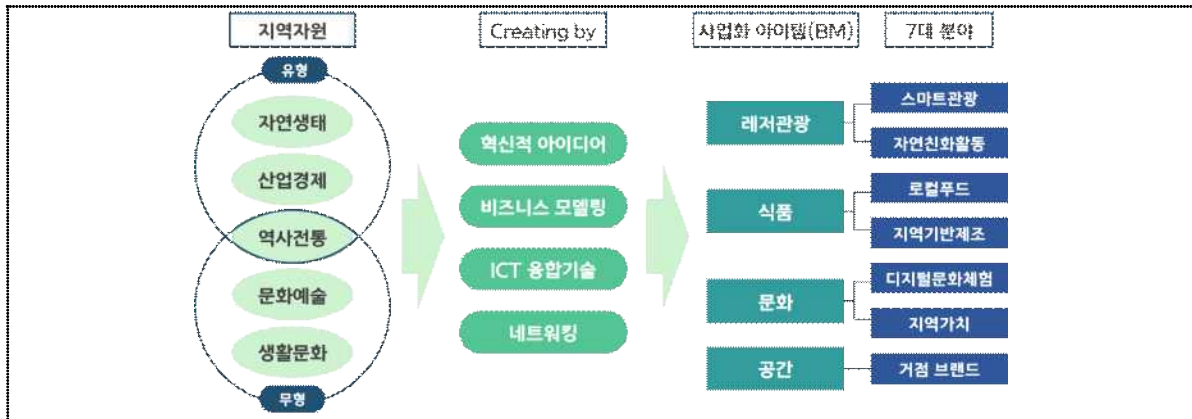 지역자원
Creating by
사업화 아이템(BM)
7대 분야
유형
자연생태
산업경제
역사전통
문화예술
생활문화
무형
혁신적 아이디어
비즈니스 모델링
ICT 융합기술
네트워킹
레저관광
식품
문화
공간
스마트관광
자연친화활동
로컬푸드
지역기반제조
디지털문화체험
지역가치
거점 브랜드